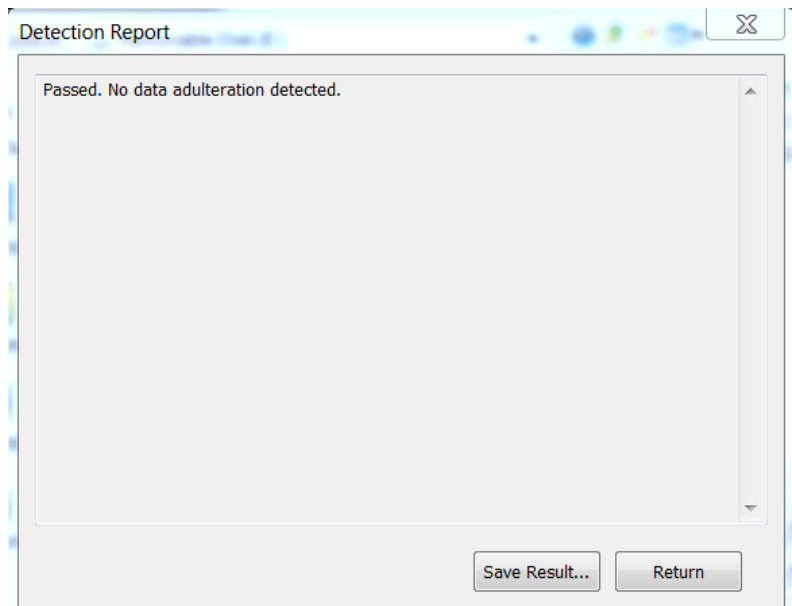 Detection Report
Passed. No data adulteration detected.
Save Result...
Return